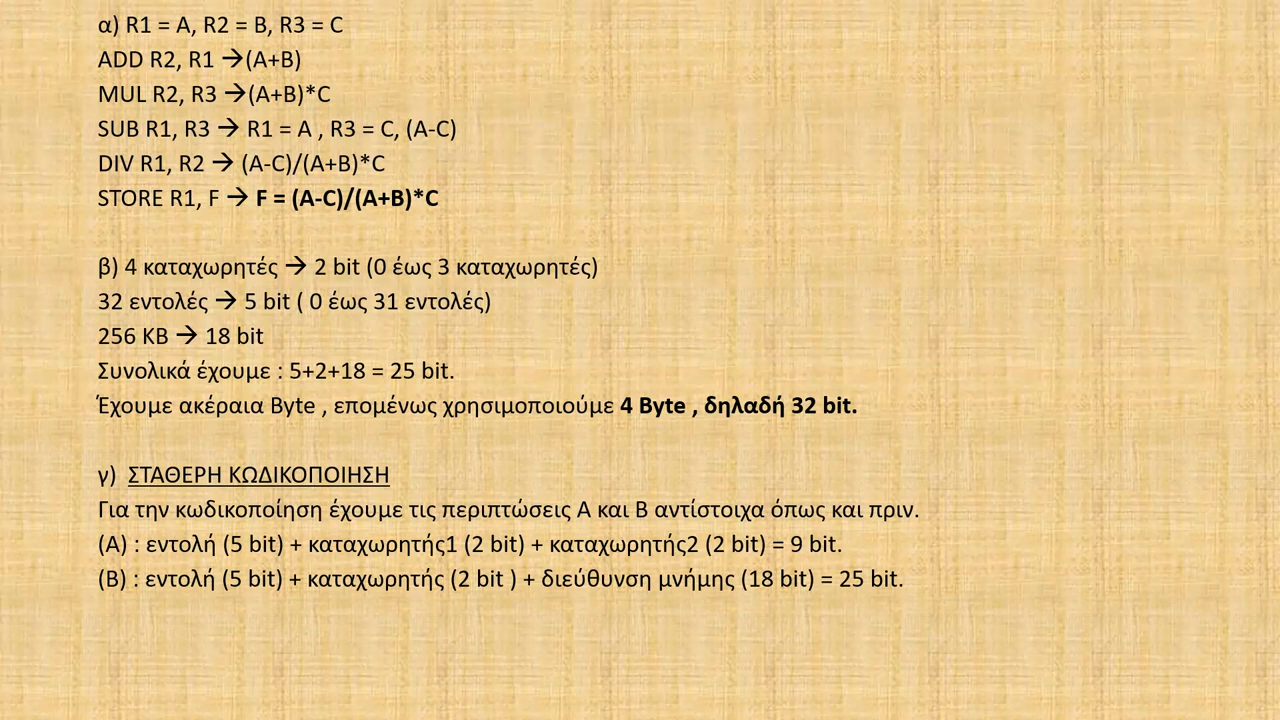 α) R1 = A, R2 = B, R3 = C
ADD R2, R1 →(A+B)
MUL R2, R3 →(A+B)*C
SUB R1, R3 → R1 = A , R3 = C, (A-C)
DIV R1, R2 → (A-C)/(A+B)*C
STORE R1, F → F = (A-C)/(A+B)*C
β) 4 καταχωρητές → 2 bit (0 έως 3 καταχωρητές)
32 εντολές → 5 bit ( 0 έως 31 εντολές)
256 KB → 18 bit
Συνολικά έχουμε : 5+2+18 = 25 bit.
Έχουμε ακέραια Byte , επομένως χρησιμοποιούμε 4 Byte , δηλαδή 32 bit.
γ) ΣΤΑΘΕΡΗ ΚΩΔΙΚΟΠΟΙΗΣΗ
Για την κωδικοποίηση έχουμε τις περιπτώσεις Α και Β αντίστοιχα όπως και πριν.
(Α) : εντολή (5 bit) + καταχωρητής1 (2 bit) + καταχωρητής2 (2 bit) = 9 bit.
(Β) : εντολή (5 bit) + καταχωρητής (2 bit ) + διεύθυνση μνήμης (18 bit) = 25 bit.